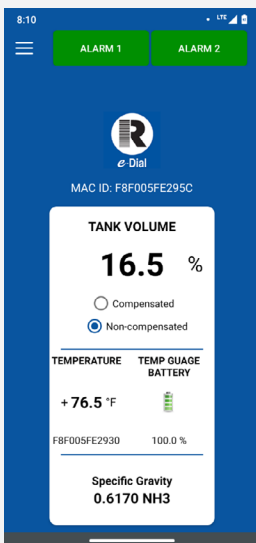 8:10
LTE
ALARM 1 ALARM 2
R
e-Dial
MAC ID: F8F005FE295C
TANK VOLUME
16.5 %
Compensated
Non-compensated
TEMPERATURE TEMP GUAGE
BATTERY
+ 76.5 °F
F8F005FE2930 100.0 %
Specific Gravity
0.6170 NH3